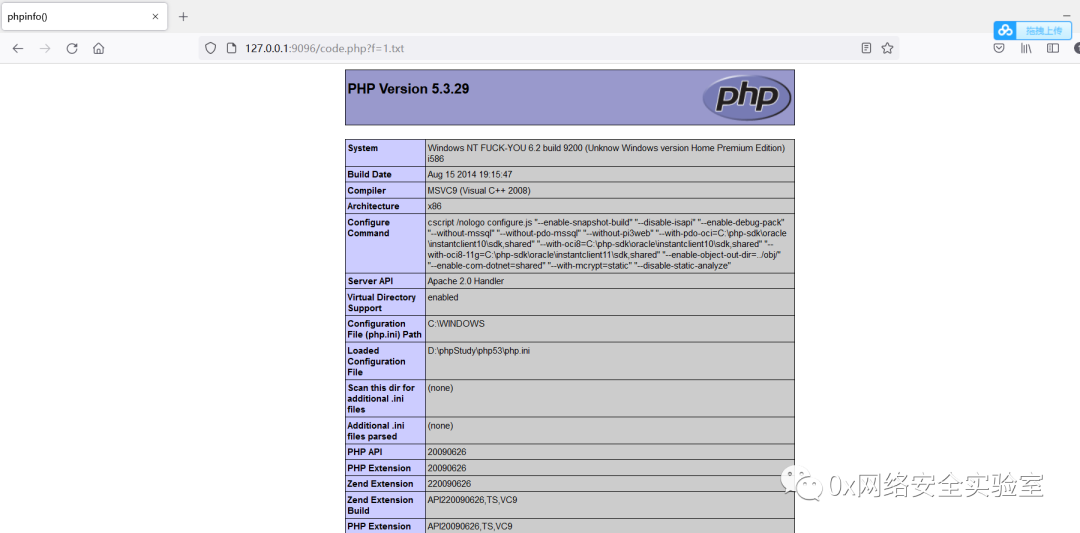 phpinfo()
拖拽上传
127.0.0.1:9096/code.php?f=1.txt
PHP Version 5.3.29
php
System
Windows NT FUCK-YOU 6.2 build 9200 (Unknow Windows version Home Premium Edition)
i586
Build Date
Aug 15 2014 19:15:47
Compiler
MSVC9 (Visual C++ 2008)
Architecture
x86
Configure
Command
cscript /nologo configure.js "--enable-snapshot-build" "--disable-isapi" "--enable-debug-pack"
"--without-mssql" "--without-pdo-mssql" "--without-pi3web" "--with-pdo-oci=C:\php-sdk\oracle
\instantclient10\sdk,shared" "--with-oci8=C:\php-sdk\oracle\instantclient10\sdk,shared" "--
with-oci8-11g=C:\php-sdk\oracle\instantclient11\sdk,shared" "--enable-object-out-dir=../obj/"
"--enable-com-dotnet=shared" "--with-mcrypt=static" "--disable-static-analyze"
Server API
Apache 2.0 Handler
Virtual Directory
Support
enabled
Configuration
File (php.ini) Path
C:\WINDOWS
Loaded
Configuration
File
D:\phpStudy\php53\php.ini
Scan this dir for
additional .ini
files
(none)
Additional .ini
files parsed
(none)
PHP API
20090626
PHP Extension
20090626
Zend Extension
220090626
Zend Extension
Build
API220090626,TS,VC9
PHP Extension
API20090626,TS,VC9
0x网络安全实验室